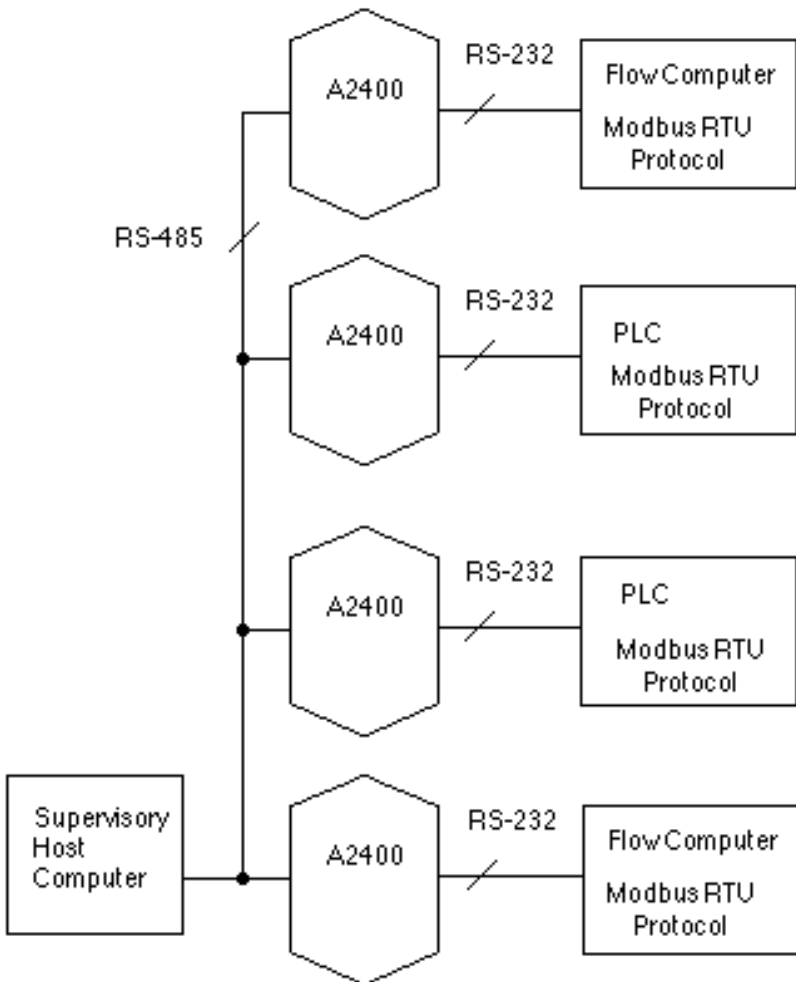 A2400
RS-232
Flow Computer
Modbus RTU
Protocol
RS-485
A2400
RS-232
PLC
Modbus RTU
Protocol
A2400
RS-232
PLC
Modbus RTU
Protocol
Supervisory
Host
Computer
A2400
RS-232
Flow Computer
Modbus RTU
Protocol